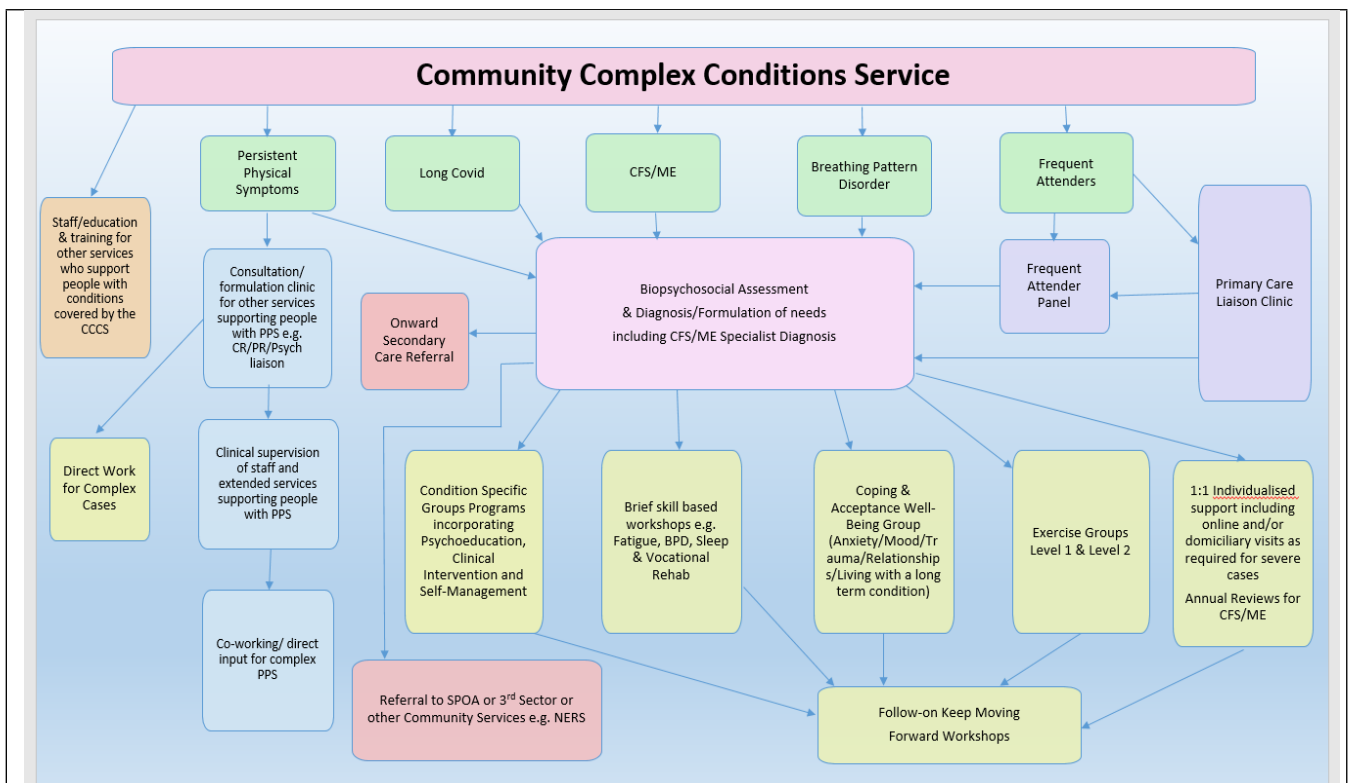 Community Complex Conditions Service
Persistent
Physical
Symptoms
Long Covid
CFS/ME
Breathing Pattern
Disorder
Frequent
Attenders
Staff/education
& training for
other services
who support
people with
conditions
covered by the
CCCS
Consultation/
formulation clinic
for other services
supporting people
with PPS e.g.
CR/PR/Psych
liaison
Onward
Secondary
Care Referral
Biopsychosocial Assessment
& Diagnosis/Formulation of needs
including CFS/ME Specialist Diagnosis
Frequent
Attender
Panel
Primary Care
Liaison Clinic
Direct Work
for Complex
Cases
Clinical supervision
of staff and
extended services
supporting people
with PPS
Condition Specific
Groups Programs
incorporating
Psychoeducation,
Clinical
Intervention and
Self-Management
Brief skill based
workshops e.g.
Fatigue, BPD, Sleep
& Vocational
Rehab
Coping &
Acceptance Well-
Being Group
(Anxiety/Mood/Tr
auma/Relationship
s/Living with a long
term condition)
Exercise Groups
Level 1 & Level 2
1:1 Individualised
support including
online and/or
domiciliary visits as
required for severe
cases
Annual Reviews for
CFS/ME
Co-working/ direct
input for complex
PPS
Referral to SPOA or 3rd Sector or
other Community Services e.g. NERS
Follow-on Keep Moving
Forward Workshops